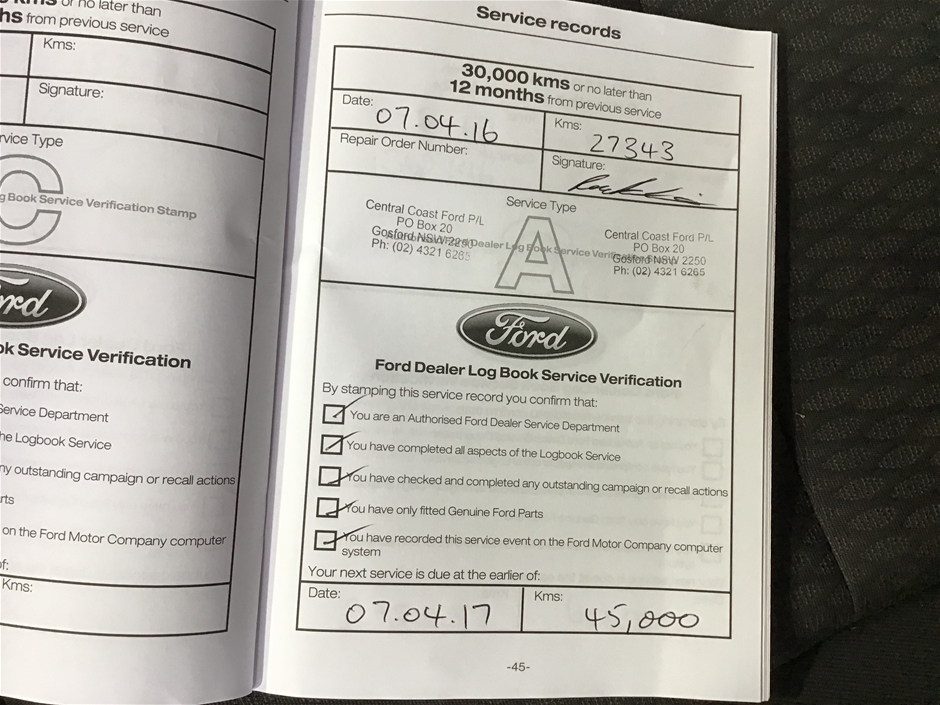 or no later than
hs from previous service
Kms:
Signature:
rvice Type
C
g Book Service Verification Stamp
ord
ok Service Verification
confirm that:
Service Department
he Logbook Service
ny outstanding campaign or recall actions
rts
on the Ford Motor Company computer
of:
Kms:
Service records
30,000 kms or no later than
12 months from previous service
Date:
07.04.16
Kms:
27343
Repair Order Number:
Signature:
Service Type
A
Central Coast Ford P/L
PO Box 20
Gosford NSW 2250
Ph: (02) 4321 6265
Dealer Log Book Service Verif
Central Coast Ford P/L
PO Box 20
Gosford NSW 2250
Ph: (02) 4321 6265
Ford
Ford Dealer Log Book Service Verification
By stamping this service record you confirm that:
You are an Authorised Ford Dealer Service Department
You have completed all aspects of the Logbook Service
You have checked and completed any outstanding campaign or recall actions
You have only fitted Genuine Ford Parts
You have recorded this service event on the Ford Motor Company computer
system
Your next service is due at the earlier of:
Date:
07.04.17
Kms:
45,000
-45-